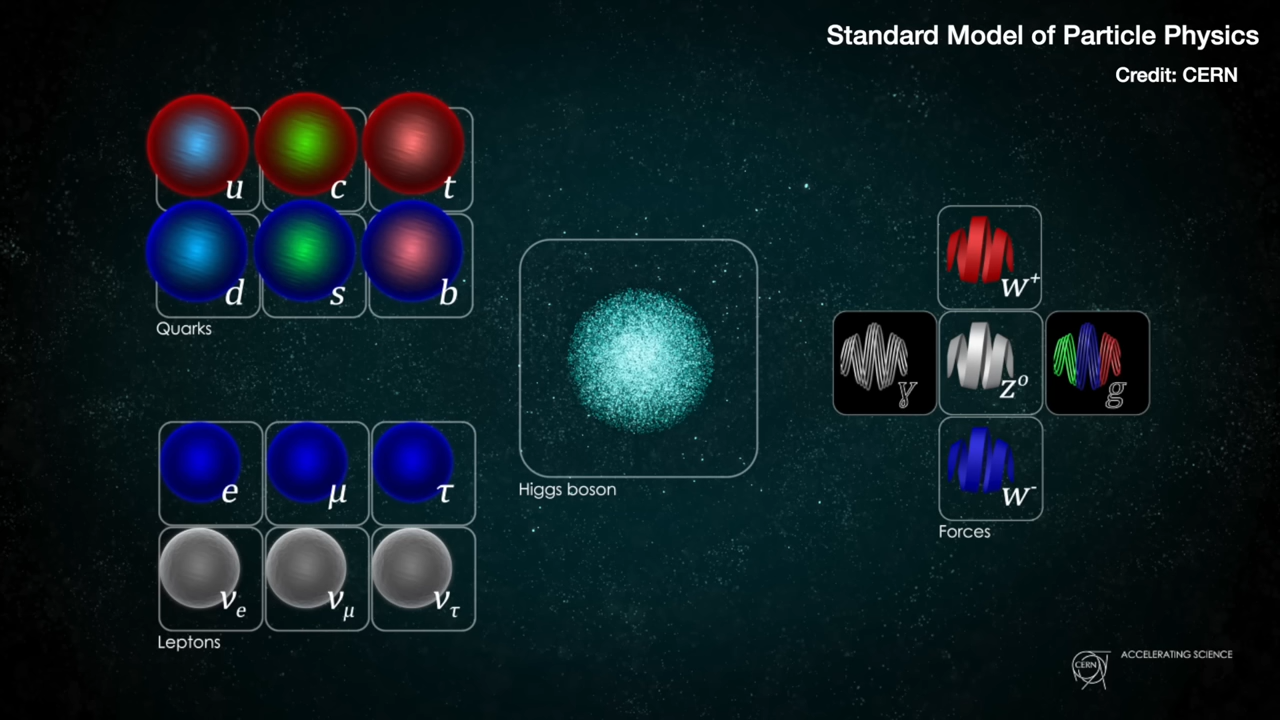 Standard Model of Particle Physics
Credit: CERN
u c t
d s b
Quarks
e μ τ
νe νμ ντ
Leptons
Higgs boson
W+
γ Z0 g
W-
Forces
CERN
ACCELERATING SCIENCE